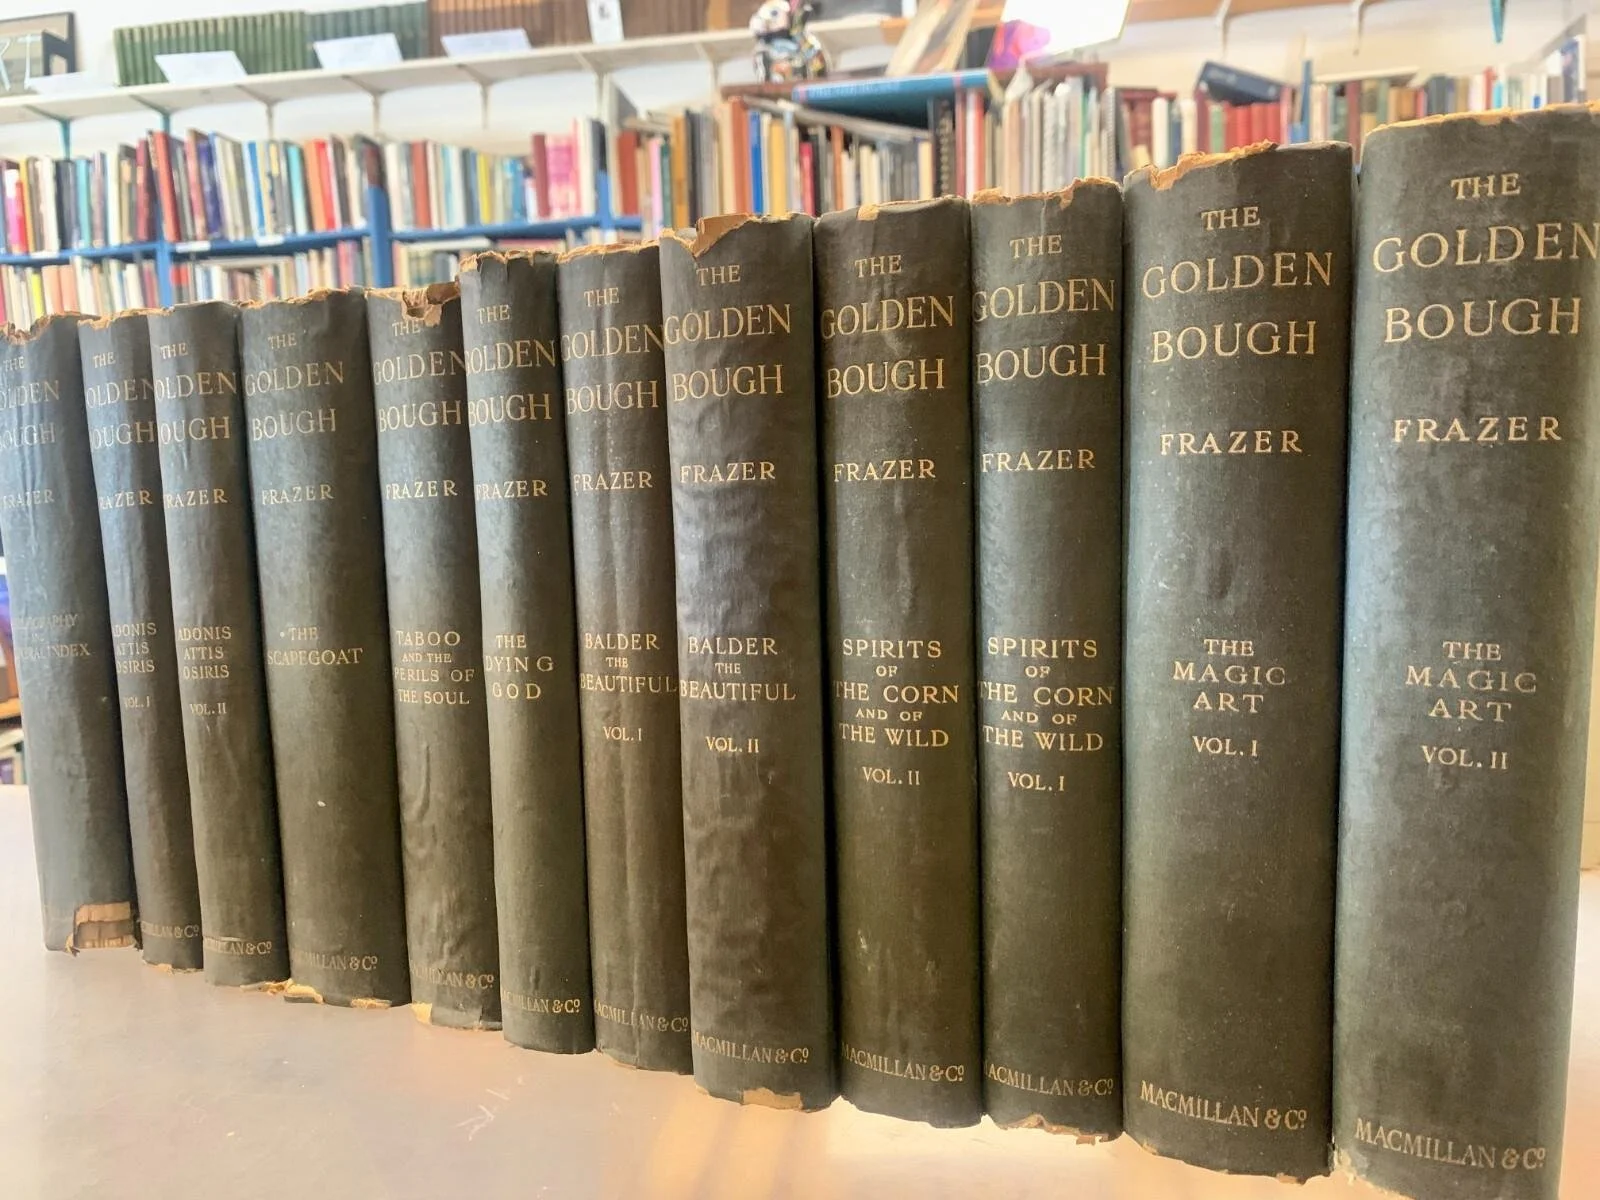 THE
GOLDEN
BOUGH
FRAZER
THE
GOLDEN
BOUGH
FRAZER
ADONIS
ATTIS
OSIRIS
VOL. I
MACMILLAN & Cº
THE
GOLDEN
BOUGH
FRAZER
ADONIS
ATTIS
OSIRIS
VOL. II
MACMILLAN & Cº
THE
GOLDEN
BOUGH
FRAZER
THE
SCAPEGOAT
MACMILLAN & Cº
THE
GOLDEN
BOUGH
FRAZER
TABOO
AND THE
PERILS OF
THE SOUL
MACMILLAN & Cº
THE
GOLDEN
BOUGH
FRAZER
THE
DYING
GOD
MACMILLAN & Cº
THE
GOLDEN
BOUGH
FRAZER
BALDER
THE
BEAUTIFUL
VOL. I
MACMILLAN & Cº
THE
GOLDEN
BOUGH
FRAZER
BALDER
THE
BEAUTIFUL
VOL. II
MACMILLAN & Cº
THE
GOLDEN
BOUGH
FRAZER
SPIRITS
OF
THE CORN
AND OF
THE WILD
VOL. II
MACMILLAN & Cº
THE
GOLDEN
BOUGH
FRAZER
SPIRITS
OF
THE CORN
AND OF
THE WILD
VOL. I
MACMILLAN & Cº
THE
GOLDEN
BOUGH
FRAZER
THE
MAGIC
ART
VOL. I
MACMILLAN & Cº
THE
GOLDEN
BOUGH
FRAZER
THE
MAGIC
ART
VOL. II
MACMILLAN & Cº